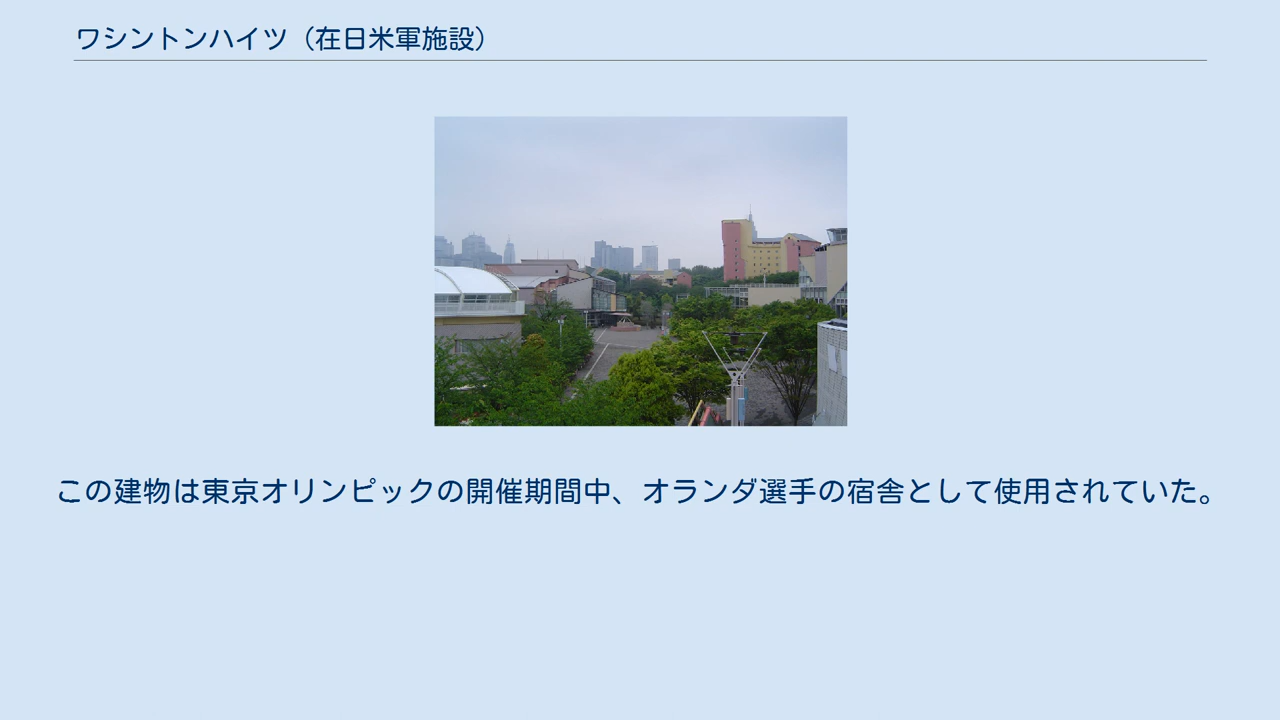 ワシントンハイツ（在日米軍施設）
この建物は東京オリンピックの開催期間中、オランダ選手の宿舎として使用されていた。